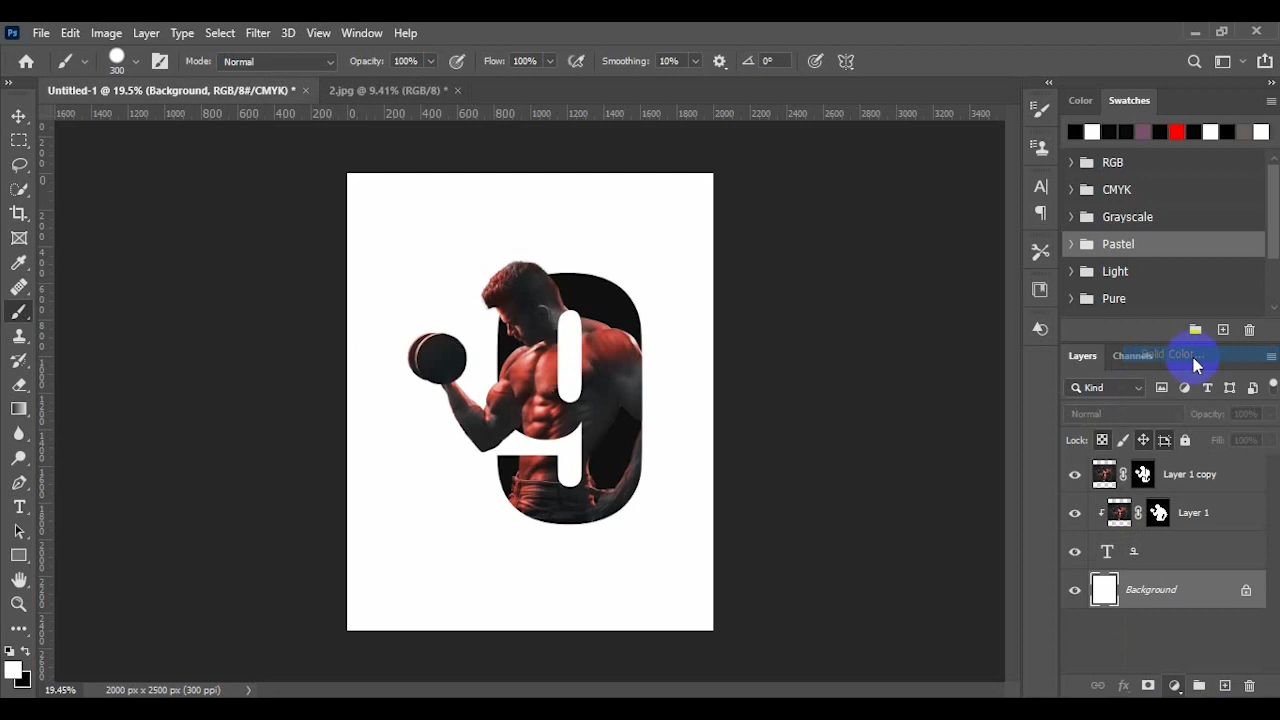 Ps File Edit Image Layer Type Select Filter 3D View Window Help
300 Mode: Normal Opacity: 100% Flow: 100% Smoothing: 10% 0°
Untitled-1 @ 19.5% (Background, RGB/8#/CMYK) * × 2.jpg @ 9.41% (RGB/8) * ×
1600 1400 1200 1000 800 600 400 200 0 200 400 600 800 1000 1200 1400 1600 1800 2000 2200 2400 2600 2800 3000 3200 3400
Color Swatches
RGB
CMYK
Grayscale
Pastel
Light
Pure
Layers Channels Solid Color...
Kind
Normal Opacity: 100%
Lock: Fill: 100%
Layer 1 copy
Layer 1
T 9
Background
9
19.45% 2000 px x 2500 px (300 ppi)